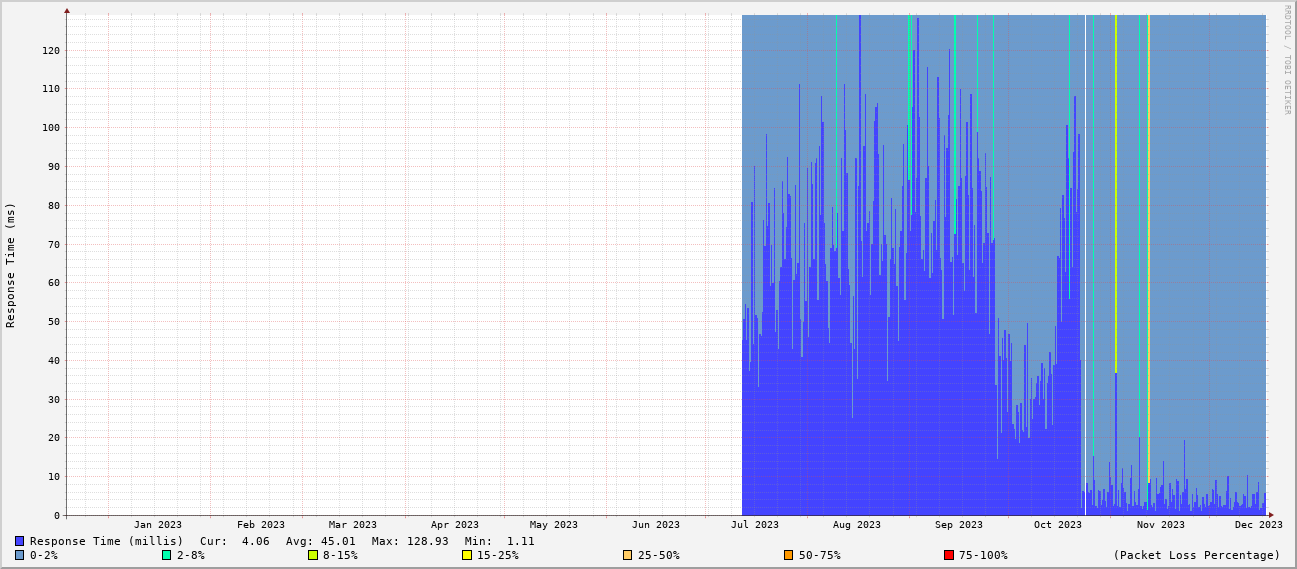 RRDTOOL / TOBI OETIKER
Response Time (ms)
120
110
100
90
80
70
60
50
40
30
20
10
0
Jan 2023 Feb 2023 Mar 2023 Apr 2023 May 2023 Jun 2023 Jul 2023 Aug 2023 Sep 2023 Oct 2023 Nov 2023 Dec 2023
Response Time (millis) Cur: 4.06 Avg: 45.01 Max: 128.93 Min: 1.11
0-2% 2-8% 8-15% 15-25% 25-50% 50-75% 75-100% (Packet Loss Percentage)